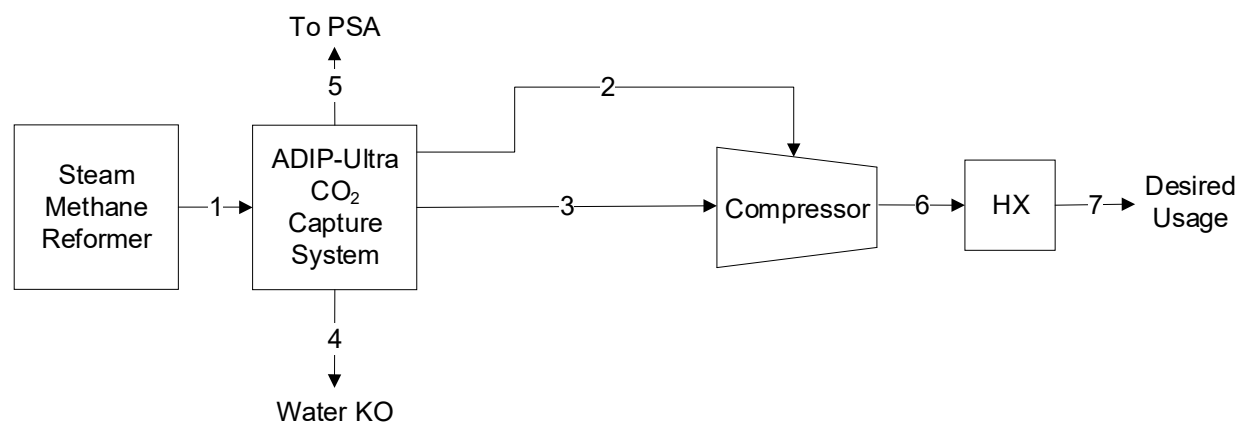 To PSA
5
2
Steam
Methane
Reformer
1
ADIP-Ultra
CO₂
Capture
System
3
Compressor
6
HX
7
Desired
Usage
4
Water KO